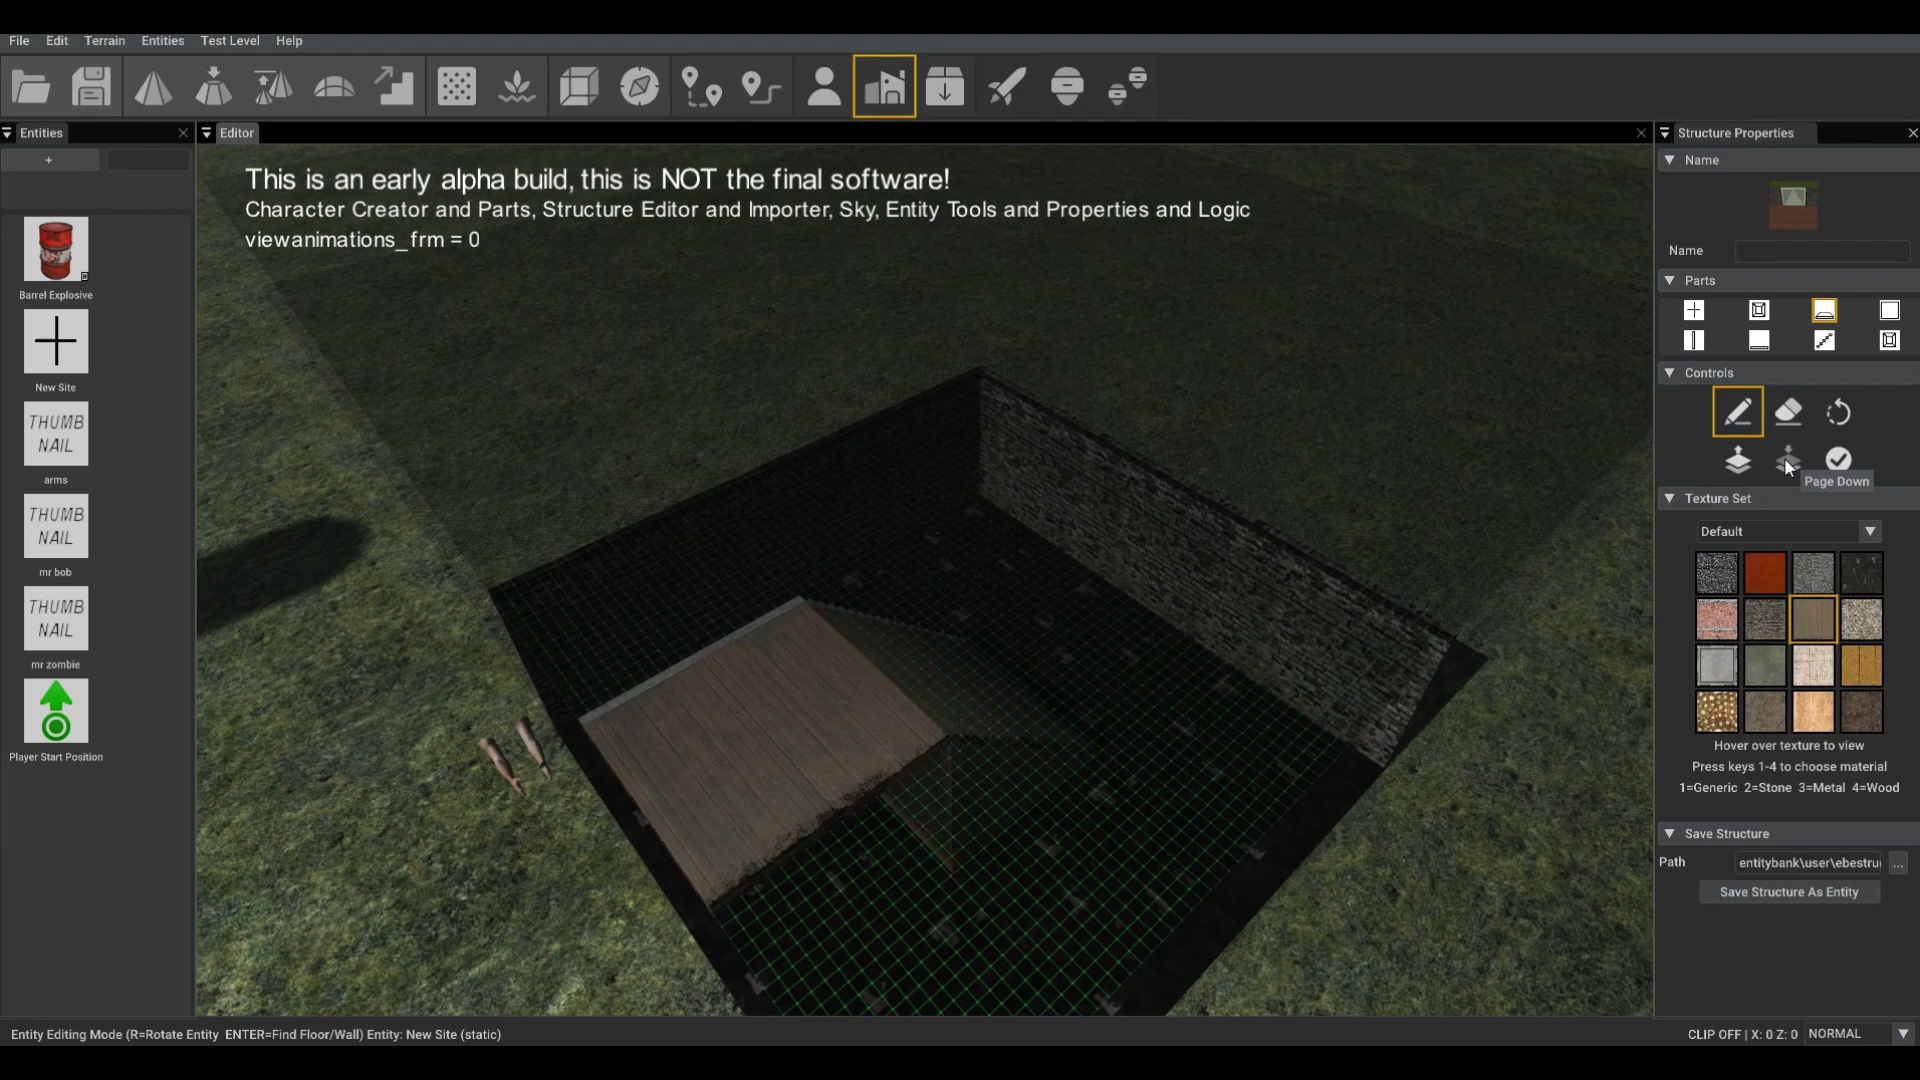 File Edit Terrain Entities Test Level Help
Entities
Editor
Structure Properties
+
This is an early alpha build, this is NOT the final software!
Character Creator and Parts, Structure Editor and Importer, Sky, Entity Tools and Properties and Logic
viewanimations_frm = 0
Barrel Explosive
New Site
THUMB
NAIL
arms
THUMB
NAIL
mr bob
THUMB
NAIL
mr zombie
Player Start Position
Name
Name
Parts
Controls
Page Down
Texture Set
Default
Hover over texture to view
Press keys 1-4 to choose material
1=Generic 2=Stone 3=Metal 4=Wood
Save Structure
Path entitybank\user\ebestru ...
Save Structure As Entity
Entity Editing Mode (R=Rotate Entity ENTER=Find Floor/Wall) Entity: New Site (static)
CLIP OFF | X: 0 Z: 0 NORMAL